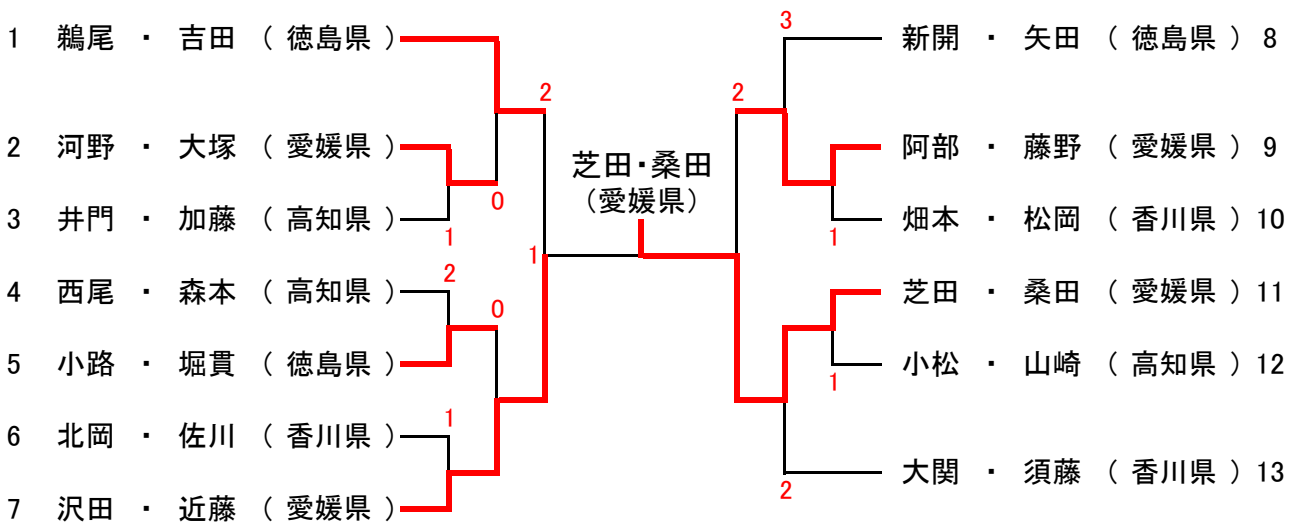 1 鵜尾 ・ 吉田 （ 徳島県 ）
2 河野 ・ 大塚 （ 愛媛県 ）
3 井門 ・ 加藤 （ 高知県 ）
4 西尾 ・ 森本 （ 高知県 ）
5 小路 ・ 堀貫 （ 徳島県 ）
6 北岡 ・ 佐川 （ 香川県 ）
7 沢田 ・ 近藤 （ 愛媛県 ）
2
0
1
2
0
1
1
芝田・桑田
（愛媛県）
3
2
1
1
2
新開 ・ 矢田 （ 徳島県 ） 8
阿部 ・ 藤野 （ 愛媛県 ） 9
畑本 ・ 松岡 （ 香川県 ） 10
芝田 ・ 桑田 （ 愛媛県 ） 11
小松 ・ 山崎 （ 高知県 ） 12
大関 ・ 須藤 （ 香川県 ） 13